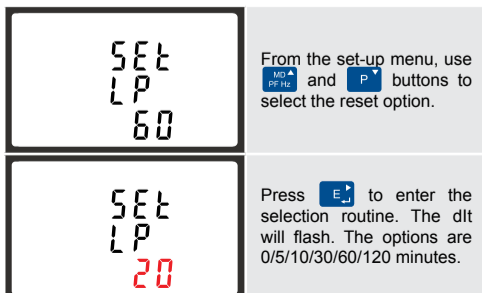 SEt
LP
60
From the set-up menu, use
MD PF Hz and P buttons to
select the reset option.
SEt
LP
20
Press E to enter the
selection routine. The dIt
will flash. The options are
0/5/10/30/60/120 minutes.